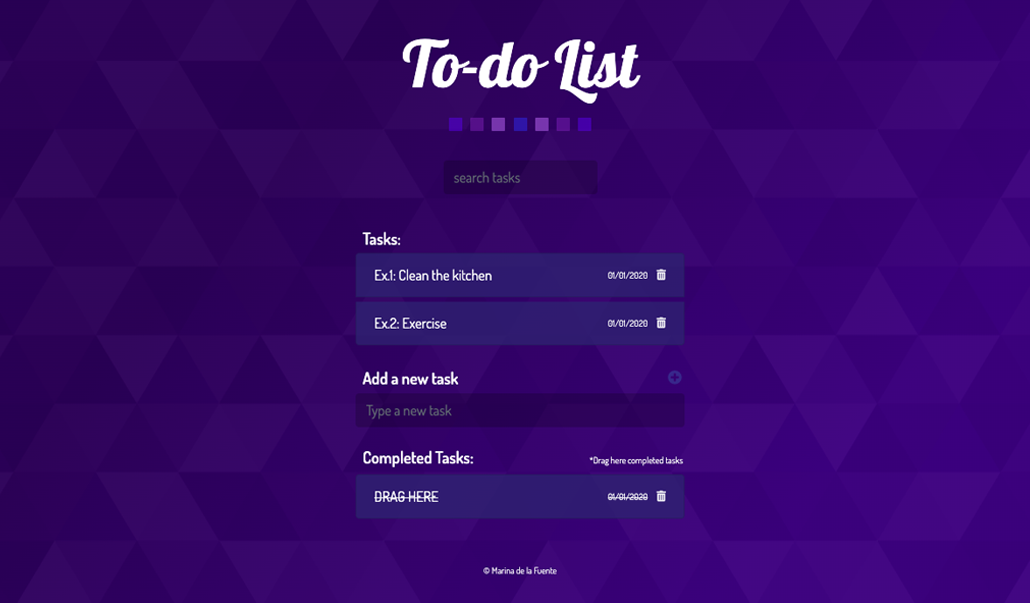 To-do List
search tasks
Tasks:
Ex.1: Clean the kitchen 01/01/2020
Ex.2: Exercise 01/01/2020
Add a new task
Type a new task
Completed Tasks: *Drag here completed tasks
DRAG HERE 01/01/2020
© Marina de la Fuente